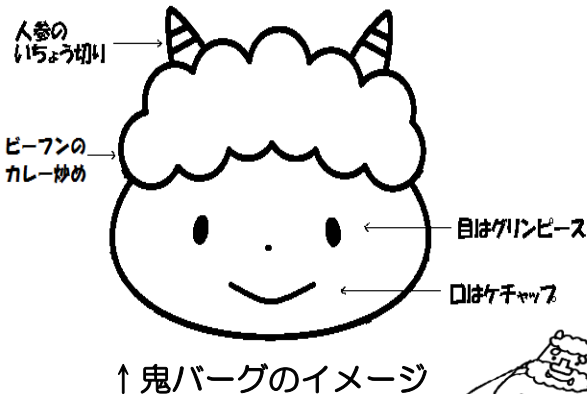 人参の
いちょう切り
ビーフンの
カレー炒め
目はグリンピース
口はケチャップ
↑鬼バーグのイメージ